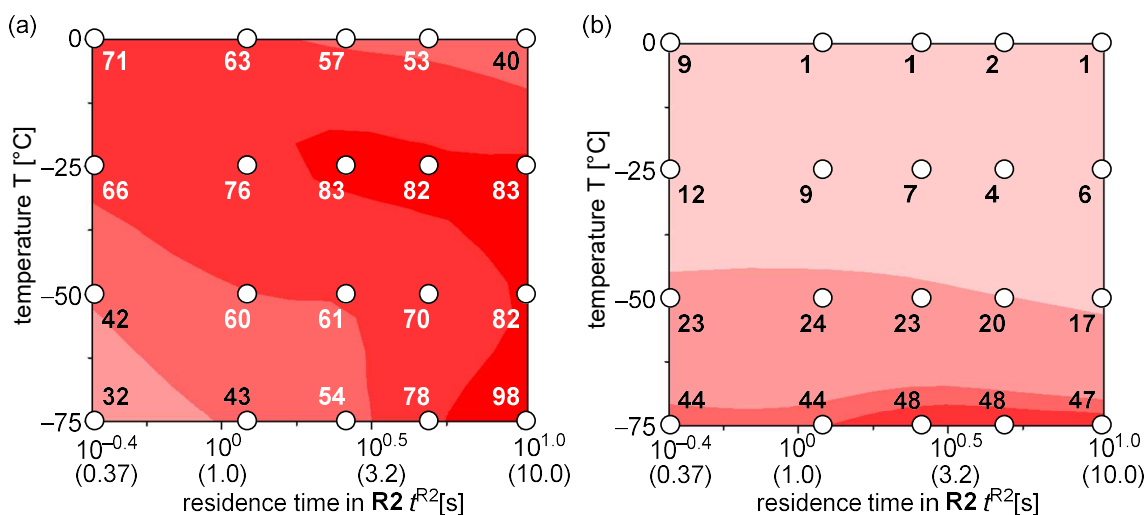 (a)
0
71 63 57 53 40
−25
66 76 83 82 83
−50
42 60 61 70 82
32 43 54 78 98
−75
temperature T [°C]
10^−0.4 10^0 10^0.5 10^1.0
(0.37) (1.0) (3.2) (10.0)
residence time in R2 t^R2[s]
(b)
0
9 1 1 2 1
−25
12 9 7 4 6
−50
23 24 23 20 17
44 44 48 48 47
−75
temperature T [°C]
10^−0.4 10^0 10^0.5 10^1.0
(0.37) (1.0) (3.2) (10.0)
residence time in R2 t^R2[s]